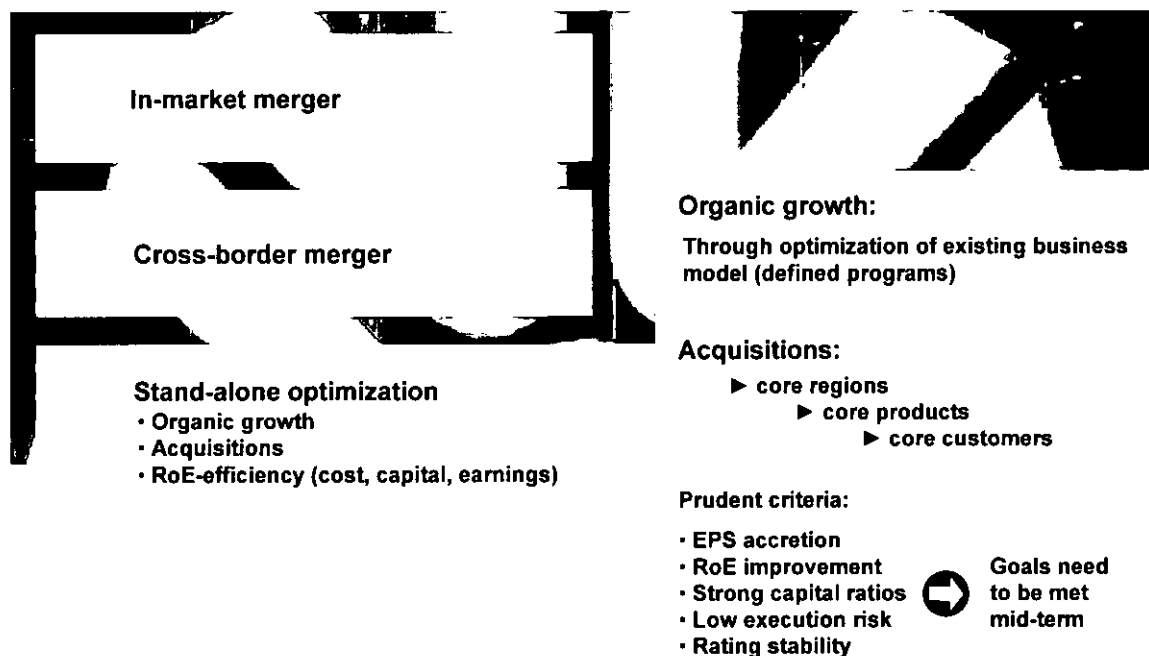 In-market merger
Cross-border merger
Stand-alone optimization
· Organic growth
· Acquisitions
· RoE-efficiency (cost, capital, earnings)
Organic growth:
Through optimization of existing business
model (defined programs)
Acquisitions:
► core regions
► core products
► core customers
Prudent criteria:
· EPS accretion
· RoE improvement
· Strong capital ratios
· Low execution risk
· Rating stability
Goals need
to be met
mid-term